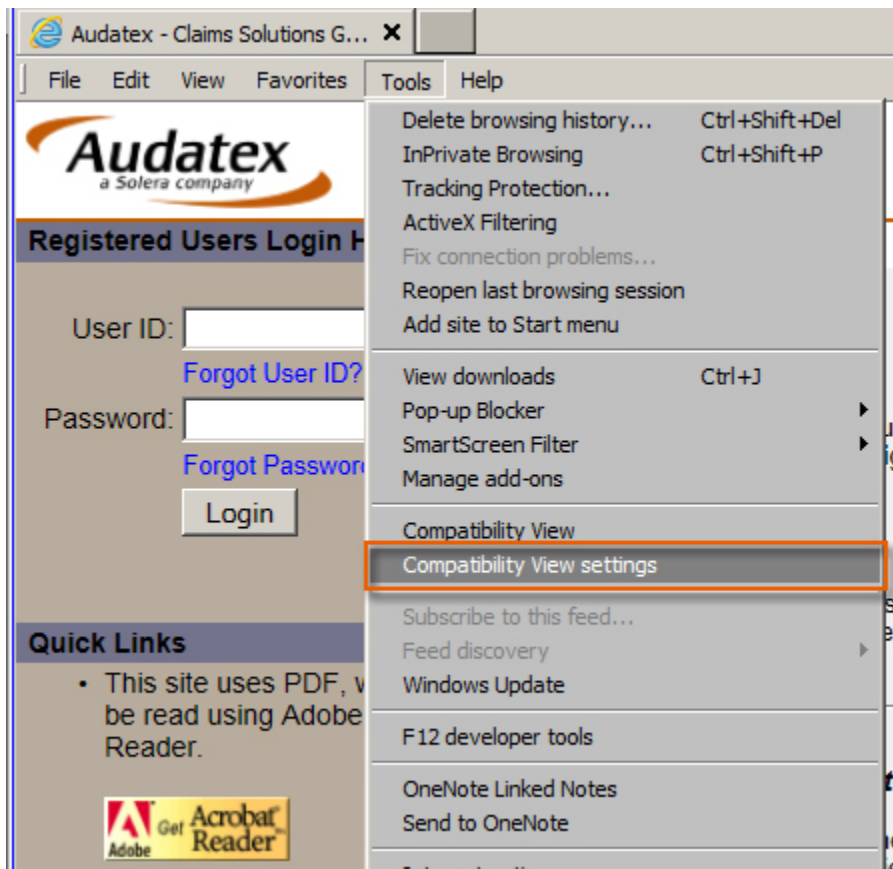 Audatex - Claims Solutions G...
File Edit View Favorites Tools Help
Audatex
a Solera company
Registered Users Login
User ID:
Forgot User ID?
Password:
Forgot
Login
Quick Links
• This site uses PDF,
be read using Adobe
Reader.
Adobe
Get Acrobat
Reader
Delete browsing history... Ctrl+Shift+Del
InPrivate Browsing Ctrl+Shift+P
Tracking Protection...
ActiveX Filtering
Fix connection problems...
Reopen last browsing session
Add site to Start menu
View downloads Ctrl+J
Pop-up Blocker
SmartScreen Filter
Manage add-ons
Compatibility View
Compatibility View settings
Subscribe to this feed...
Feed discovery
Windows Update
F12 developer tools
OneNote Linked Notes
Send to OneNote